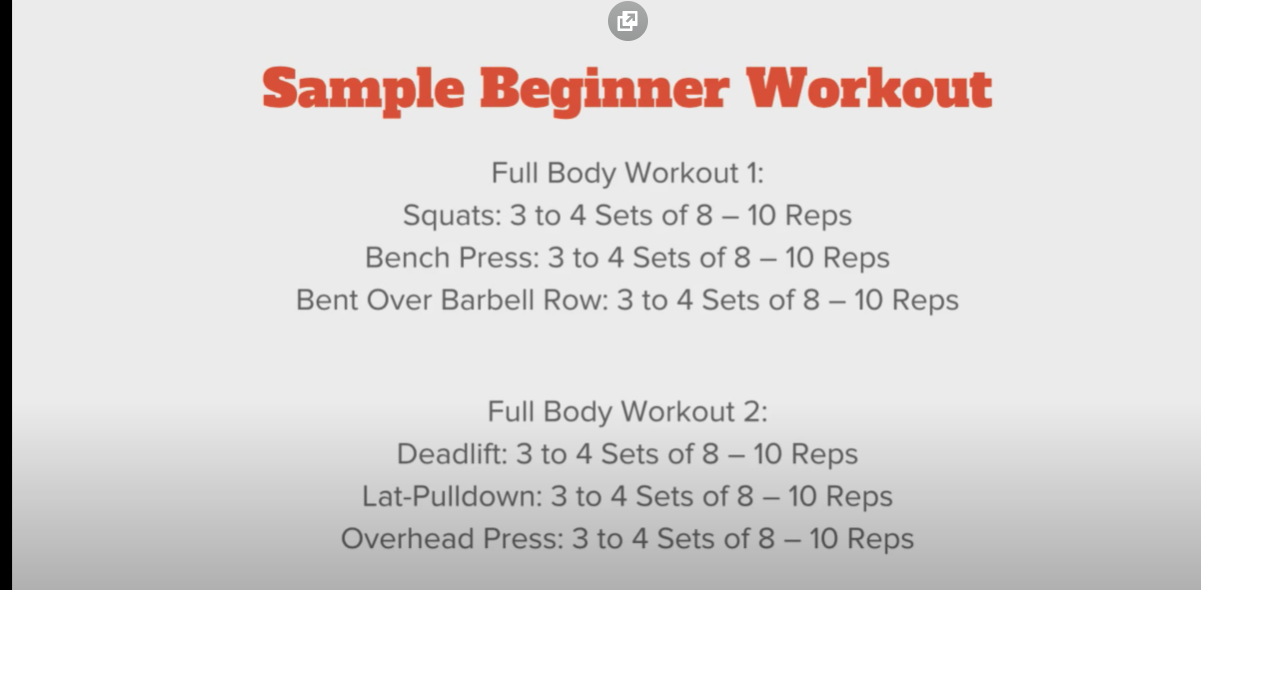 Sample Beginner Workout
Full Body Workout 1:
Squats: 3 to 4 Sets of 8 – 10 Reps
Bench Press: 3 to 4 Sets of 8 – 10 Reps
Bent Over Barbell Row: 3 to 4 Sets of 8 – 10 Reps
Full Body Workout 2:
Deadlift: 3 to 4 Sets of 8 – 10 Reps
Lat-Pulldown: 3 to 4 Sets of 8 – 10 Reps
Overhead Press: 3 to 4 Sets of 8 – 10 Reps